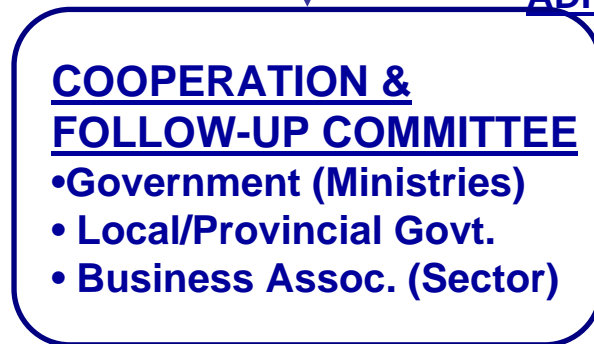 COOPERATION &
FOLLOW-UP COMMITTEE
•Government (Ministries)
• Local/Provincial Govt.
• Business Assoc. (Sector)